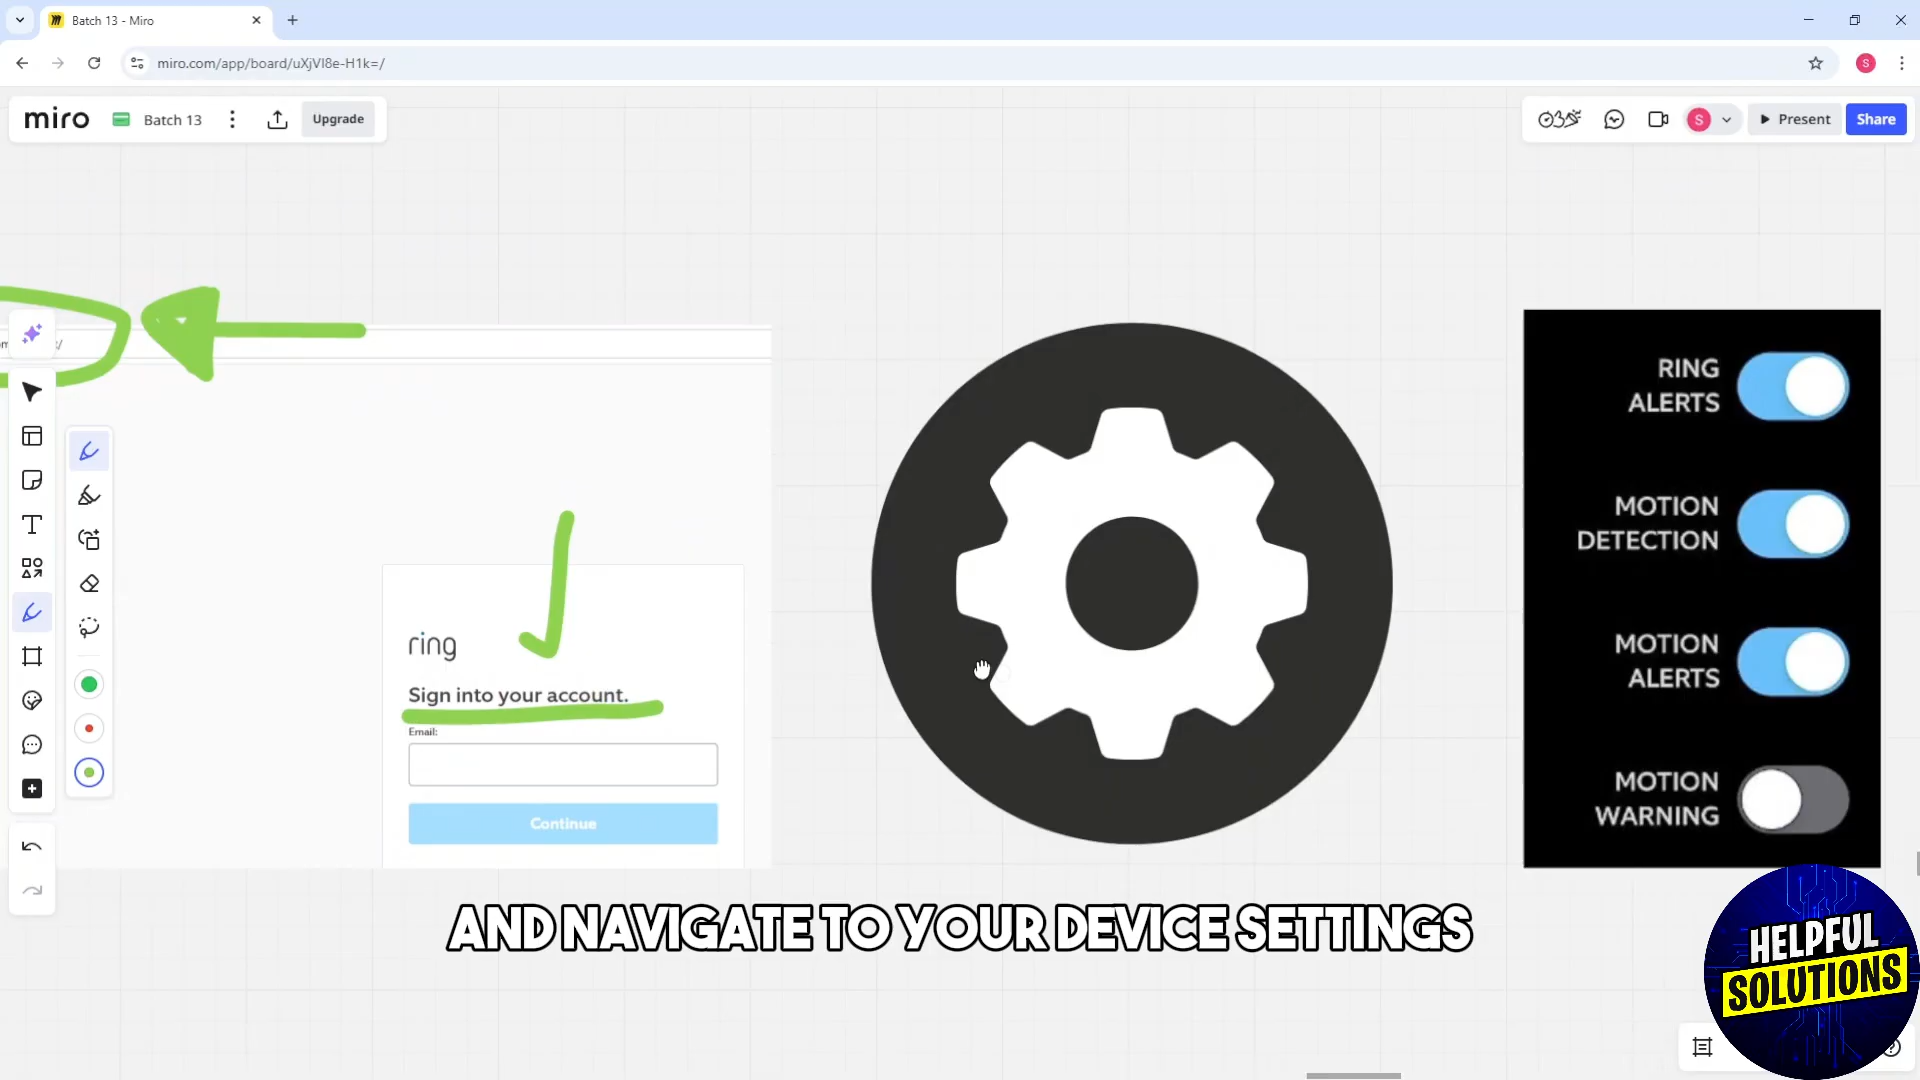 Batch 13 - Miro
miro.com/app/board/uXjVI8e-H1k=/
S
miro
Batch 13
Upgrade
S
Present
Share
ring
Sign into your account.
Email:
Continue
RING
ALERTS
MOTION
DETECTION
MOTION
ALERTS
MOTION
WARNING
AND NAVIGATE TO YOUR DEVICE SETTINGS
HELPFUL
SOLUTIONS